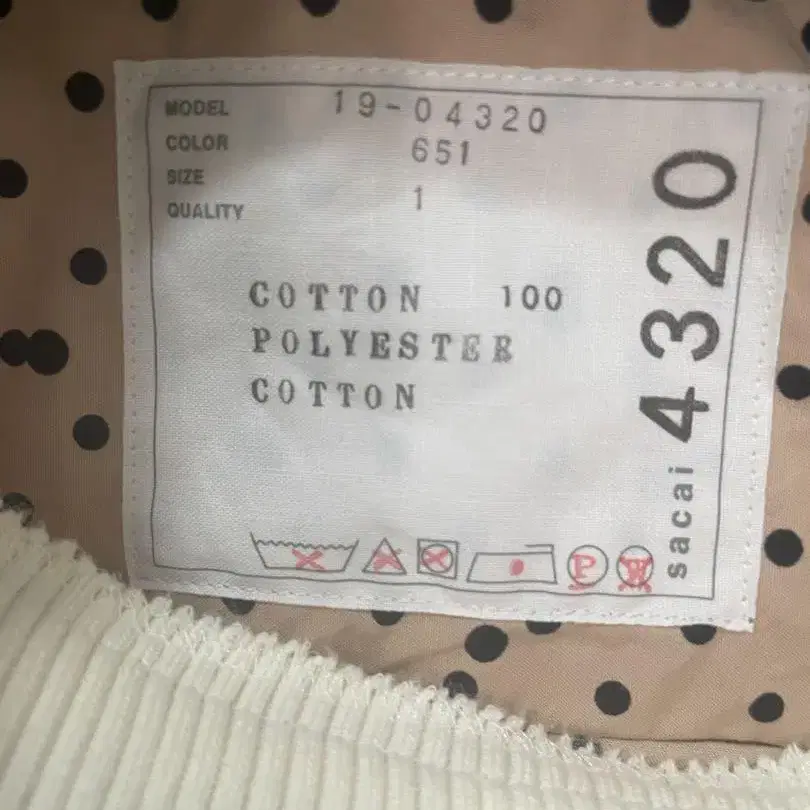 MODEL 19-04320
COLOR 651
SIZE 1
QUALITY
COTTON 100
POLYESTER
COTTON
P
W
sacai 4320